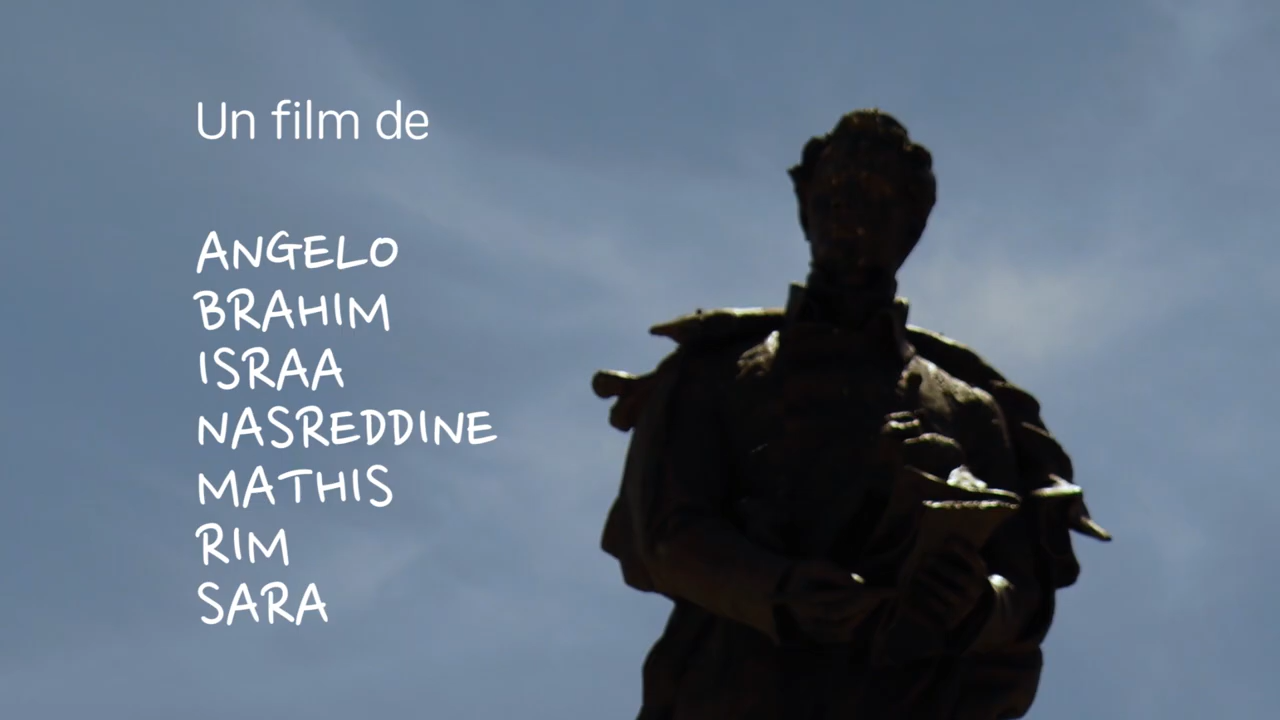 Un film de
ANGELO
BRAHIM
ISRAA
NASREDDINE
MATHIS
RIM
SARA